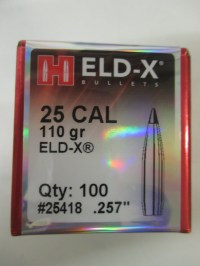 H ELD-X®
BULLETS
25 CAL
110 gr
ELD-X®
Qty: 100
#25418 .257"